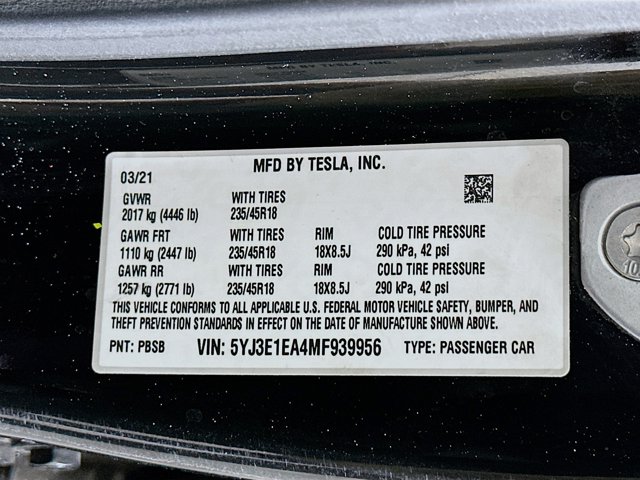 MFD BY TESLA, INC.
03/21
GVWR WITH TIRES
2017 kg (4446 lb) 235/45R18
GAWR FRT WITH TIRES RIM COLD TIRE PRESSURE
1110 kg (2447 lb) 235/45R18 18X8.5J 290 kPa, 42 psi
GAWR RR WITH TIRES RIM COLD TIRE PRESSURE
1257 kg (2771 lb) 235/45R18 18X8.5J 290 kPa, 42 psi
THIS VEHICLE CONFORMS TO ALL APPLICABLE U.S. FEDERAL MOTOR VEHICLE SAFETY, BUMPER, AND
THEFT PREVENTION STANDARDS IN EFFECT ON THE DATE OF MANUFACTURE SHOWN ABOVE.
PNT: PBSB VIN: 5YJ3E1EA4MF939956 TYPE: PASSENGER CAR